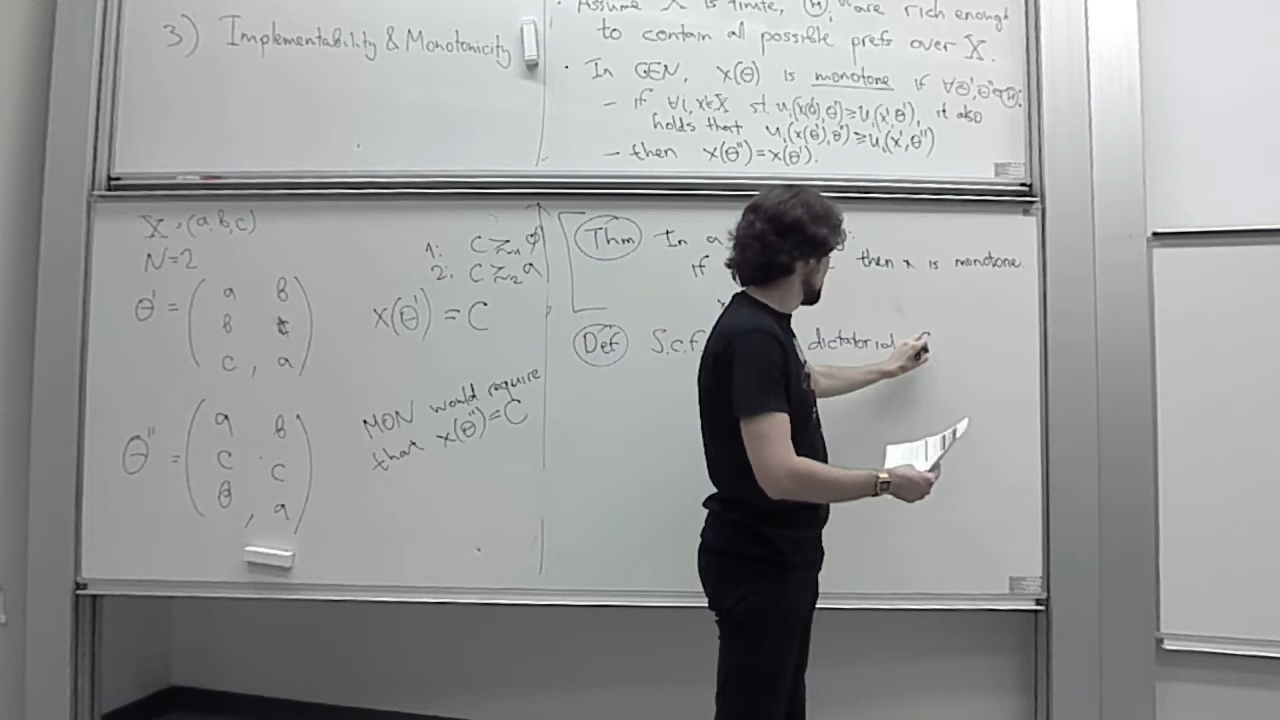 3) Implementability & Monotonicity
· Assume X is finite, Ⓗᵢ are rich enough
to contain all possible prefs over X.
· In GEN, x(θ) is monotone if ∀θ',θ''∈Ⓗ:
- if ∀i, x'∈X st. uᵢ(x(θ'),θ')≥uᵢ(x',θ'), it also
holds that uᵢ(x(θ'),θ'')≥uᵢ(x',θ'')
- then x(θ'')=x(θ').
X = (a,b,c)
N=2
θ' = ( a b
b c
c , a )
1: c ≿₁ φ
2: c ≿₂ a
x(θ') = C
θ'' = ( a b
c c
b , a )
MON would require
that x(θ'')=C
Thm In a
if then x is monotone.
Def S.c.f dictatorial